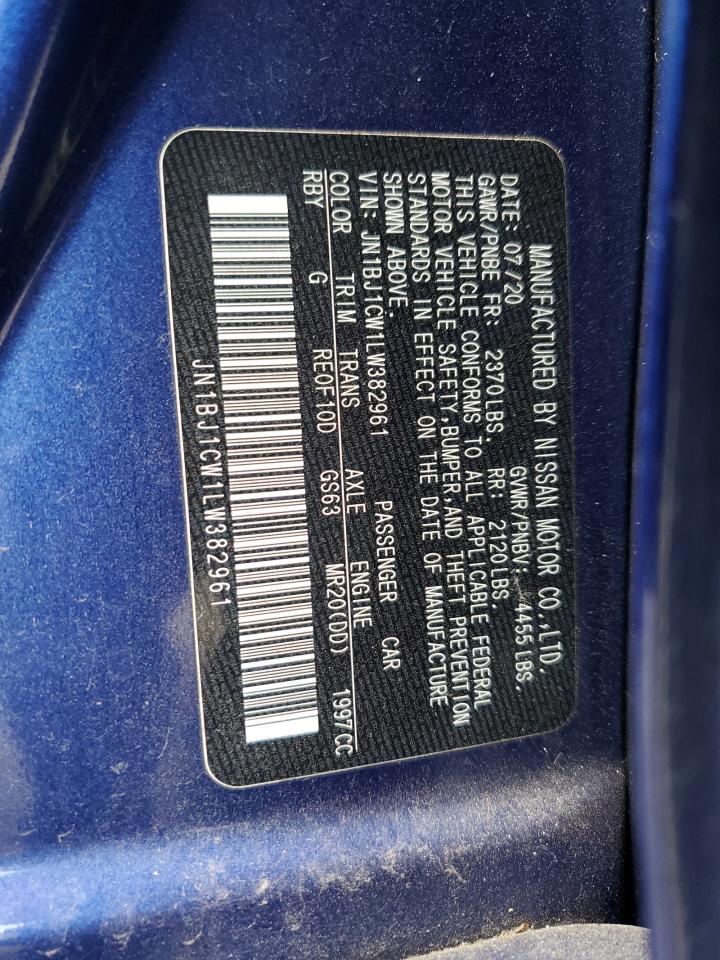 MANUFACTURED BY NISSAN MOTOR CO.,LTD.
DATE: 07/20 GVWR/PNBV: 4455 LBS,
GAWR/PNBE FR: 2370LBS, RR: 2120LBS,
THIS VEHICLE CONFORMS TO ALL APPLICABLE FEDERAL
MOTOR VEHICLE SAFETY,BUMPER,AND THEFT PREVENTION
STANDARDS IN EFFECT ON THE DATE OF MANUFACTURE
SHOWN ABOVE.
VIN: JN1BJ1CW1LW382961 PASSENGER CAR
COLOR TRIM TRANS AXLE ENGINE
RBY G RE0F10D GS63 MR20(DD) 1997CC
JN1BJ1CW1LW382961